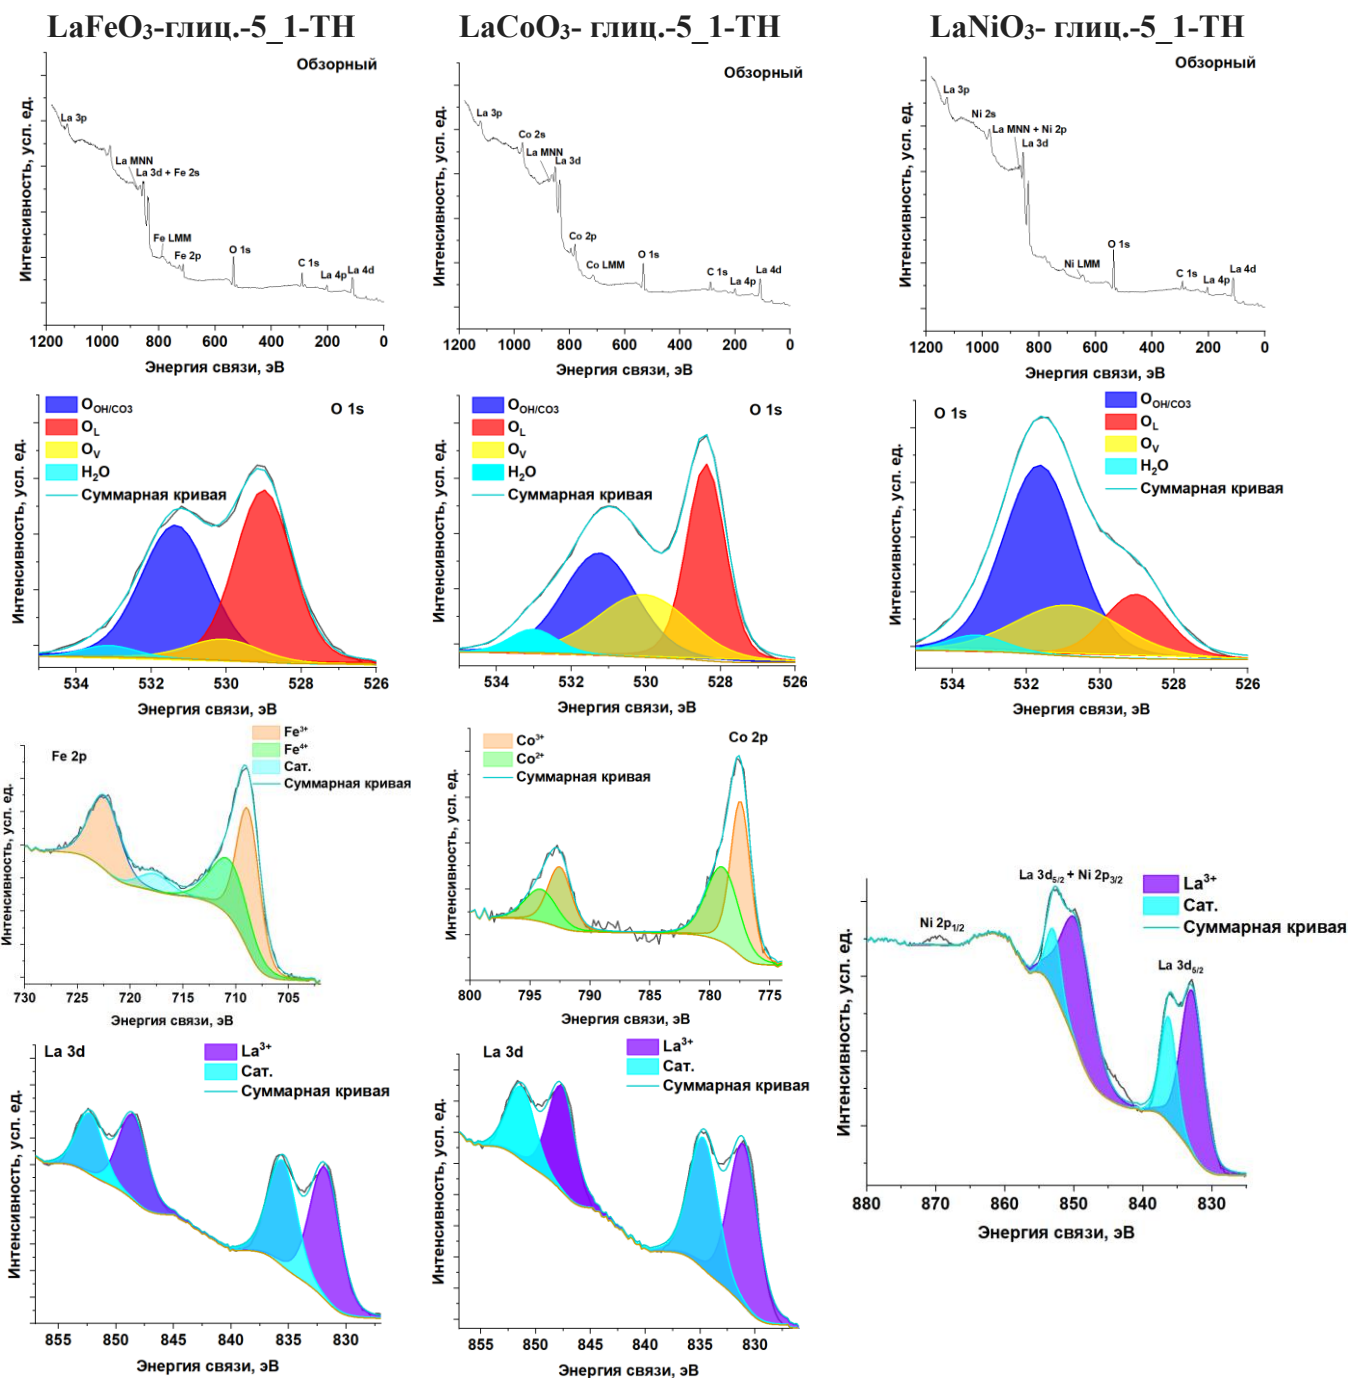 LaFeO₃-глиц.-5_1-ТН
LaCoO₃- глиц.-5_1-ТН
LaNiO₃- глиц.-5_1-ТН
Обзорный
La 3p
La MNN
La 3d + Fe 2s
Fe LMM
Fe 2p
O 1s
C 1s
La 4p
La 4d
Интенсивность, усл. ед.
1200 1000 800 600 400 200 0
Энергия связи, эВ
Обзорный
La 3p
Co 2s
La MNN
La 3d
Co 2p
Co LMM
O 1s
C 1s
La 4p
La 4d
Интенсивность, усл. ед.
1200 1000 800 600 400 200 0
Энергия связи, эВ
Обзорный
La 3p
Ni 2s
La MNN + Ni 2p
La 3d
Ni LMM
O 1s
C 1s
La 4p
La 4d
Интенсивность, усл. ед.
1200 1000 800 600 400 200 0
Энергия связи, эВ
O_OH/CO3
O_L
O_V
H₂O
Суммарная кривая
O 1s
Интенсивность, усл. ед.
534 532 530 528 526
Энергия связи, эВ
O_OH/CO3
O_L
O_V
H₂O
Суммарная кривая
O 1s
Интенсивность, усл. ед.
534 532 530 528 526
Энергия связи, эВ
O 1s
O_OH/CO3
O_L
O_V
H₂O
Суммарная кривая
Интенсивность, усл. ед.
534 532 530 528 526
Энергия связи, эВ
Fe 2p
Fe³⁺
Fe⁴⁺
Сат.
Суммарная кривая
Интенсивность, усл. ед.
730 725 720 715 710 705
Энергия связи, эВ
Co³⁺
Co²⁺
Суммарная кривая
Co 2p
Интенсивность, усл. ед.
800 795 790 785 780 775
Энергия связи, эВ
La 3d₅/₂ + Ni 2p₃/₂
Ni 2p₁/₂
La 3d₅/₂
La³⁺
Сат.
Суммарная кривая
Интенсивность, усл. ед.
880 870 860 850 840 830
Энергия связи, эВ
La 3d
La³⁺
Сат.
Суммарная кривая
Интенсивность, усл. ед.
855 850 845 840 835 830
Энергия связи, эВ
La 3d
La³⁺
Сат.
Суммарная кривая
Интенсивность, усл. ед.
855 850 845 840 835 830
Энергия связи, эВ